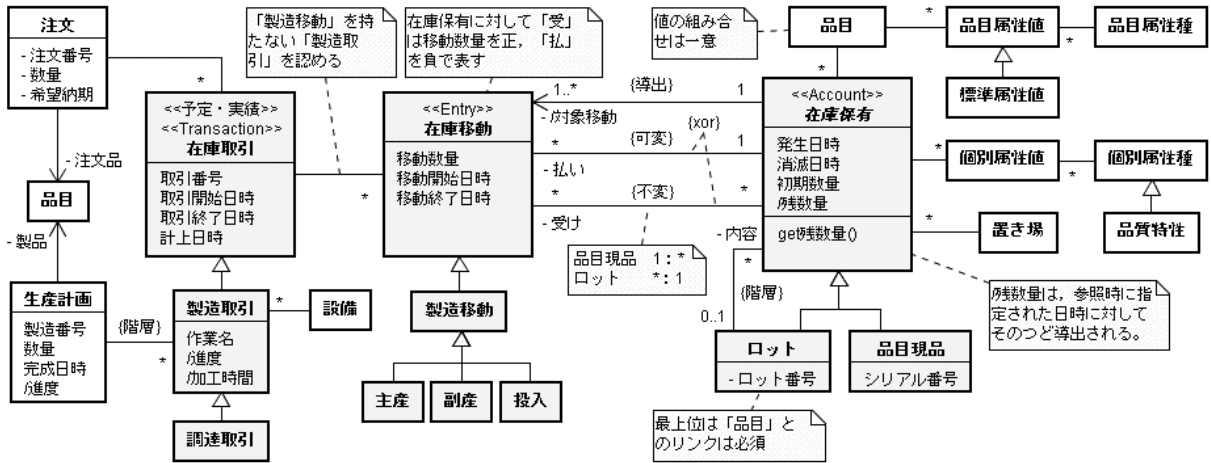 注文
- 注文番号
- 数量
- 希望納期
「製造移動」を持
たない「製造取
引」を認める
在庫保有に対して「受」
は移動数量を正，「払」
を負で表す
値の組み合
せは一意
品目
*
品目属性値
*
品目属性種
標準属性値
*
*
<<予定・実績>>
<<Transaction>>
在庫取引
取引番号
取引開始日時
取引終了日時
計上日時
*
<<Entry>>
在庫移動
移動数量
移動開始日時
移動終了日時
1..*
{導出}
1
- /対象移動
{xor}
*
{可変}
1
- 払い
*
{不変}
*
- 受け
<<Account>>
在庫保有
発生日時
消滅日時
初期数量
/残数量
get残数量()
*
個別属性値
*
個別属性種
品質特性
*
置き場
- 注文品
品目
- 製品
品目現品　1 : *
ロット　　* : 1
- 内容
*
{階層}
0..1
生産計画
製造番号
数量
完成日時
/進度
{階層}
*
製造取引
作業名
/進度
/加工時間
*
設備
調達取引
製造移動
主産
副産
投入
ロット
- ロット番号
品目現品
シリアル番号
残数量は，参照時に指
定された日時に対して
そのつど導出される。
最上位は「品目」と
のリンクは必須